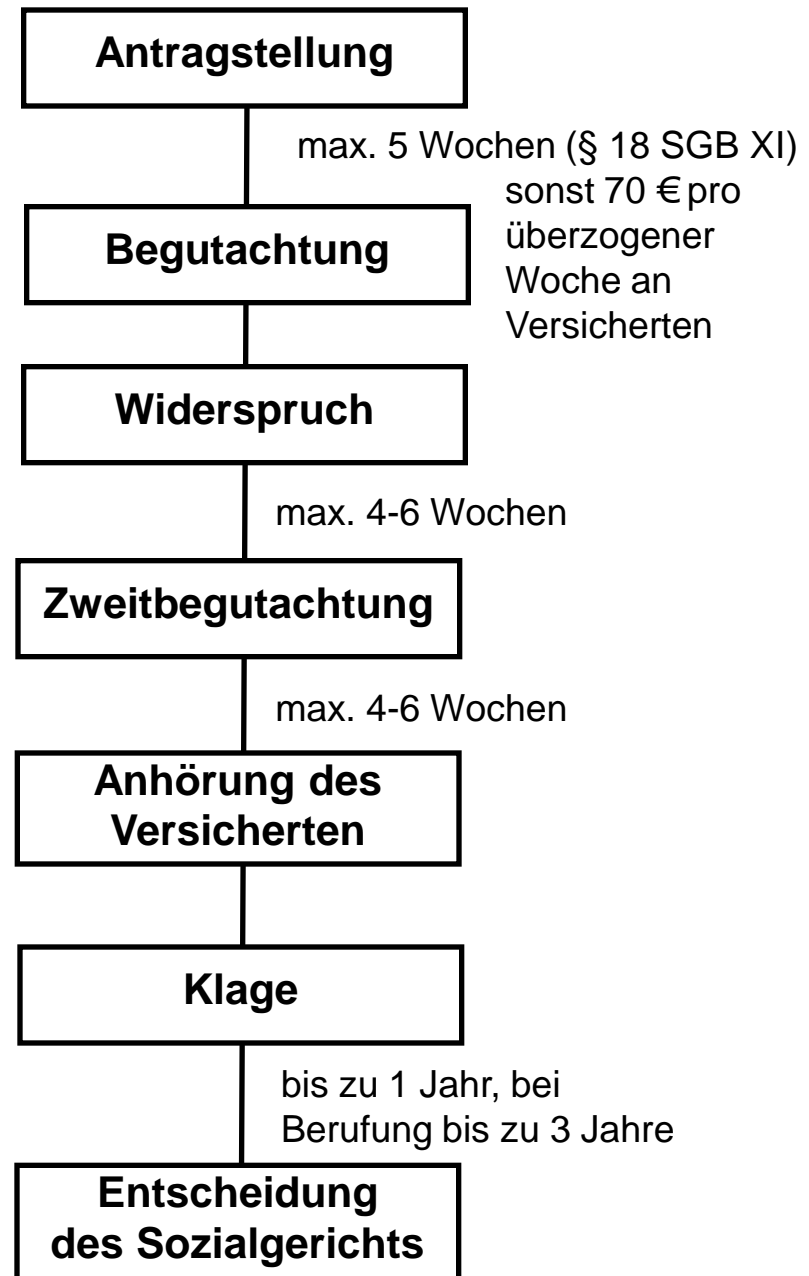 Antragstellung
max. 5 Wochen (§ 18 SGB XI)
sonst 70 € pro
überzogener
Woche an
Versicherten
Begutachtung
Widerspruch
max. 4-6 Wochen
Zweitbegutachtung
max. 4-6 Wochen
Anhörung des
Versicherten
Klage
bis zu 1 Jahr, bei
Berufung bis zu 3 Jahre
Entscheidung
des Sozialgerichts